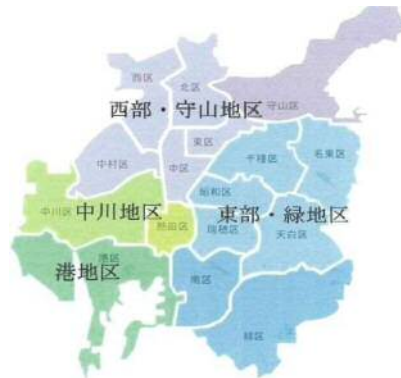 西区
北区
守山区
西部・守山地区
東区
中村区
中区
千種区
名東区
昭和区
中川区
中川地区
熱田区
東部・緑地区
瑞穂区
天白区
港区
港地区
南区
緑区